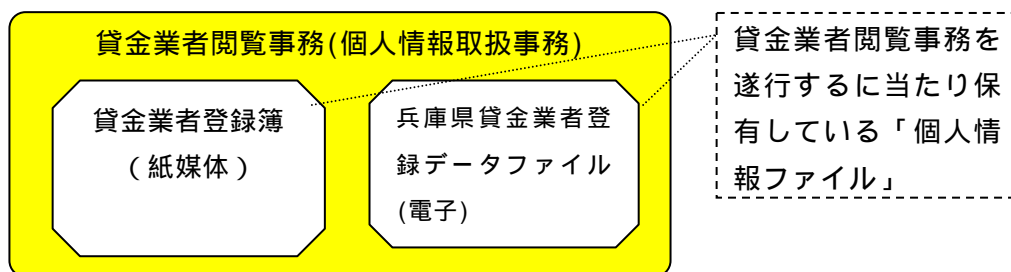 貸金業者閲覧事務(個人情報取扱事務)
貸金業者登録簿
（紙媒体）
兵庫県貸金業者登
録データファイル
(電子)
貸金業者閲覧事務を
遂行するに当たり保
有している「個人情
報ファイル」